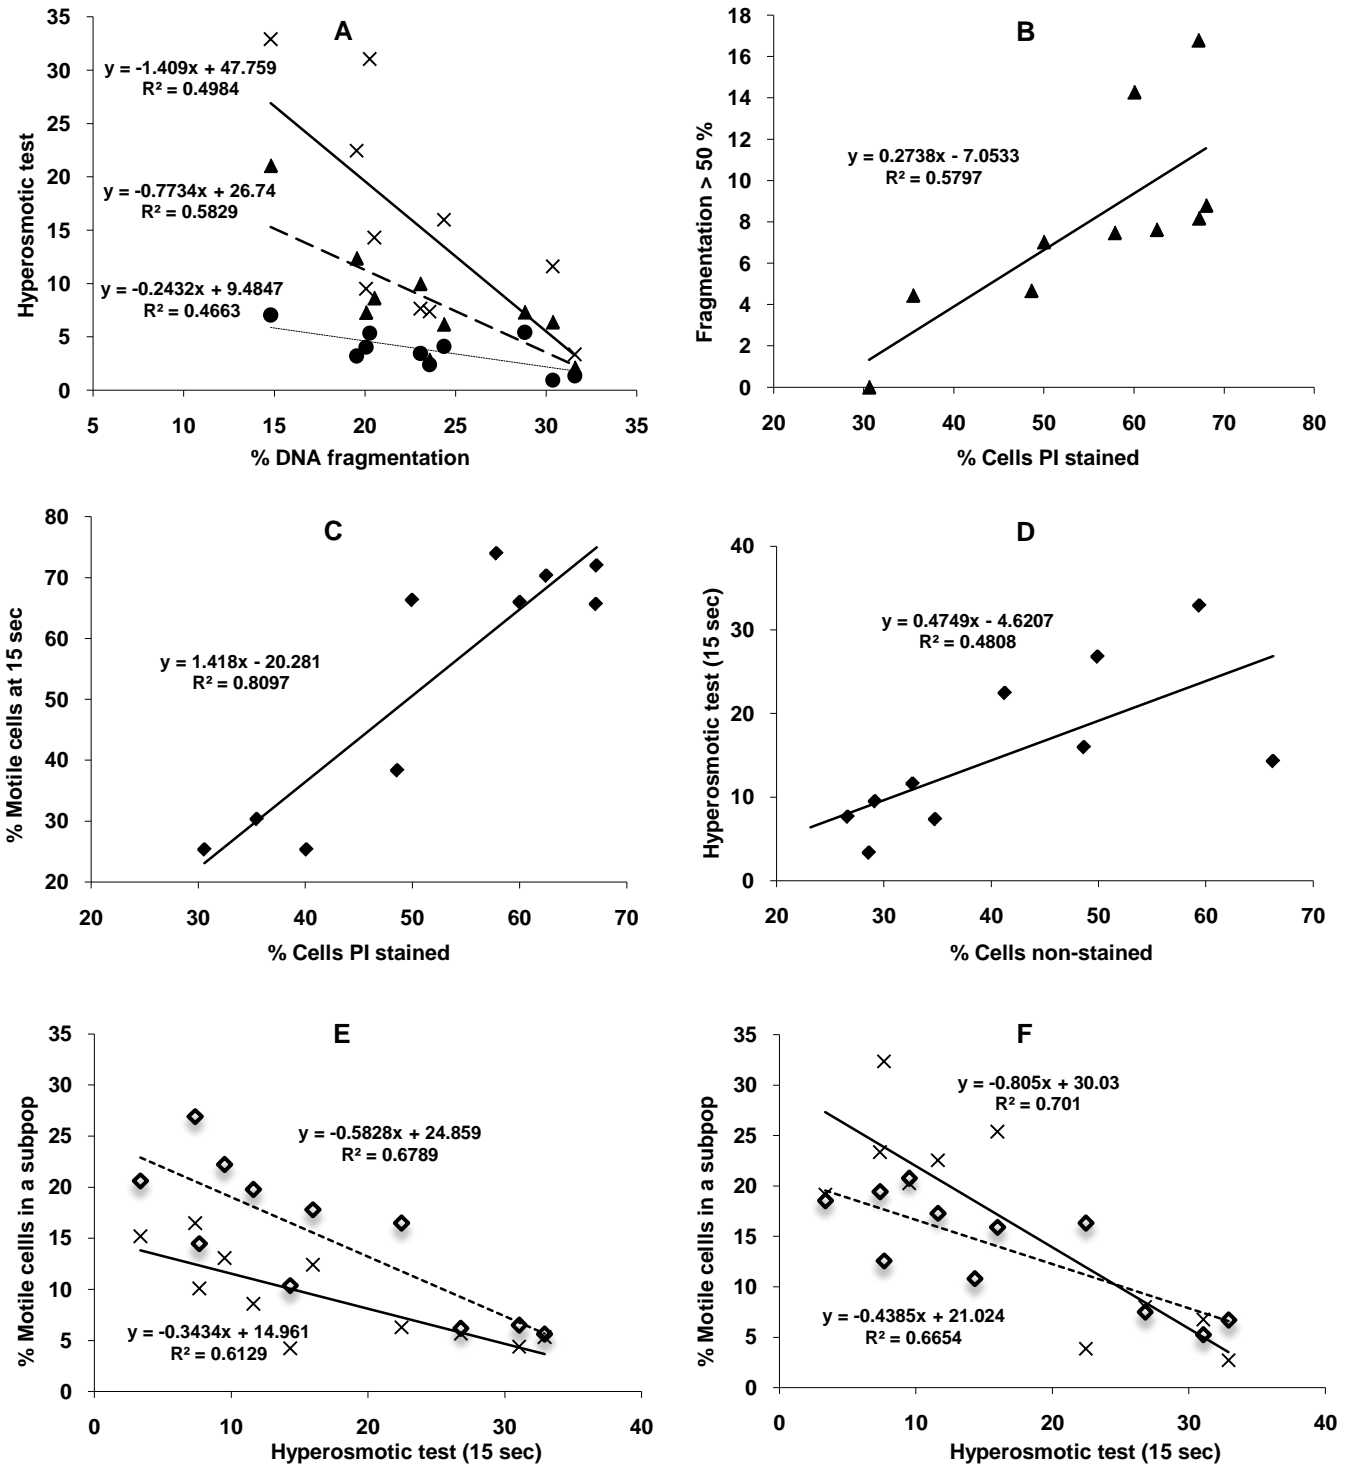 A
Hyperosmotic test
35
30
25
20
15
10
5
0
y = -1.409x + 47.759
R² = 0.4984
y = -0.7734x + 26.74
R² = 0.5829
y = -0.2432x + 9.4847
R² = 0.4663
5 10 15 20 25 30 35
% DNA fragmentation
B
Fragmentation > 50 %
18
16
14
12
10
8
6
4
2
0
y = 0.2738x - 7.0533
R² = 0.5797
20 30 40 50 60 70 80
% Cells PI stained
C
% Motile cells at 15 sec
80
70
60
50
40
30
20
y = 1.418x - 20.281
R² = 0.8097
20 30 40 50 60 70
% Cells PI stained
D
Hyperosmotic test (15 sec)
40
30
20
10
0
y = 0.4749x - 4.6207
R² = 0.4808
20 30 40 50 60 70
% Cells non-stained
E
% Motile cellls in a subpop
35
30
25
20
15
10
5
0
y = -0.5828x + 24.859
R² = 0.6789
y = -0.3434x + 14.961
R² = 0.6129
0 10 20 30 40
Hyperosmotic test (15 sec)
F
% Motile cellls in a subpop
35
30
25
20
15
10
5
0
y = -0.805x + 30.03
R² = 0.701
y = -0.4385x + 21.024
R² = 0.6654
0 10 20 30 40
Hyperosmotic test (15 sec)